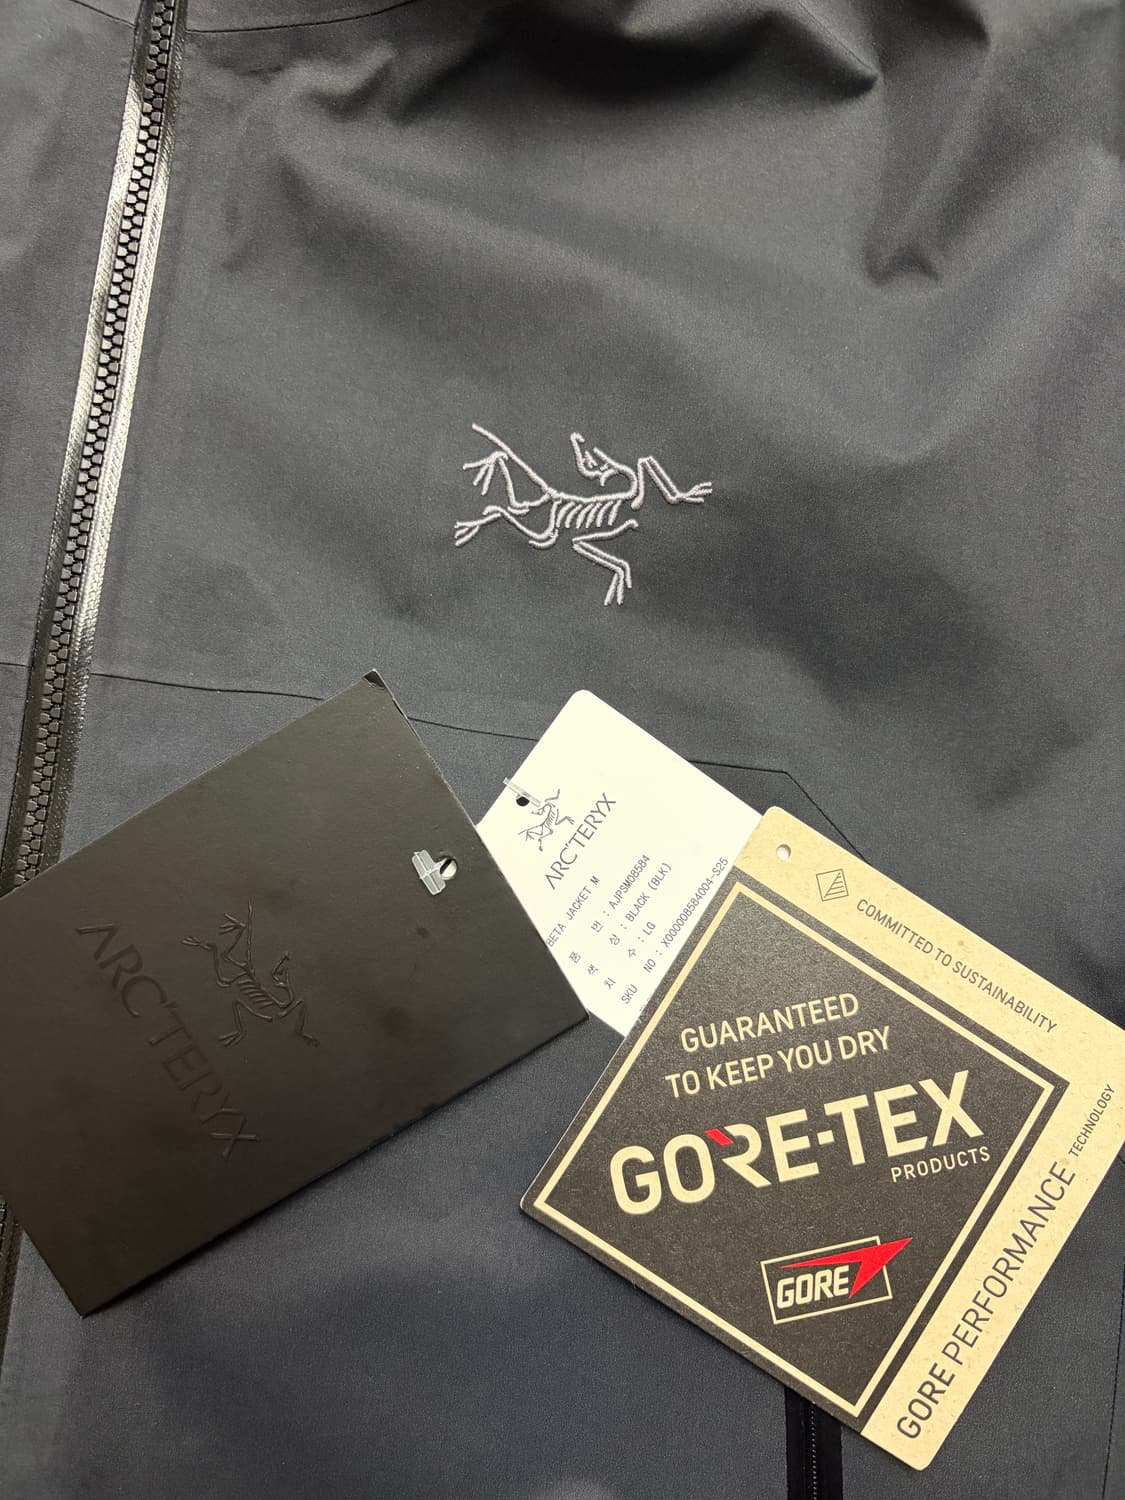 ARC'TERYX
ARC'TERYX
BETA JACKET M
품 번 : AJPSM08584
색 상 : BLACK (BLK)
치 수 : LG
SKU NO : X000008584004-S25
COMMITTED TO SUSTAINABILITY
GUARANTEED
TO KEEP YOU DRY
GORE-TEX
PRODUCTS
GORE
GORE PERFORMANCE TECHNOLOGY